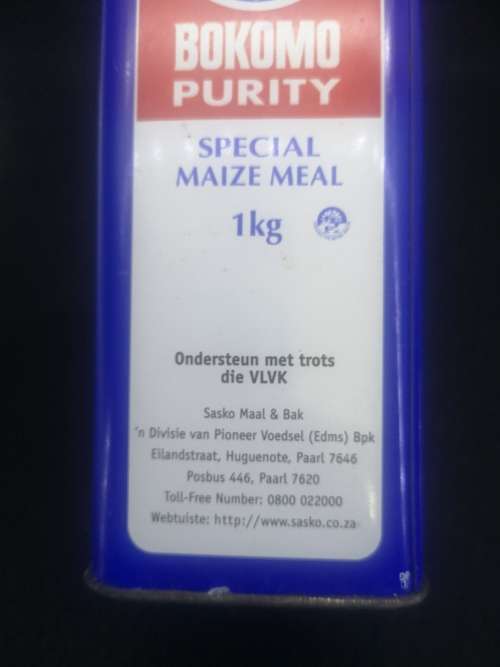 BOKOMO
PURITY
SPECIAL
MAIZE MEAL
1kg
Ondersteun met trots
die VLVK
Sasko Maal & Bak
'n Divisie van Pioneer Voedsel (Edms) Bpk
Eilandstraat, Huguenote, Paarl 7646
Posbus 446, Paarl 7620
Toll-Free Number: 0800 022000
Webtuiste: http://www.sasko.co.za